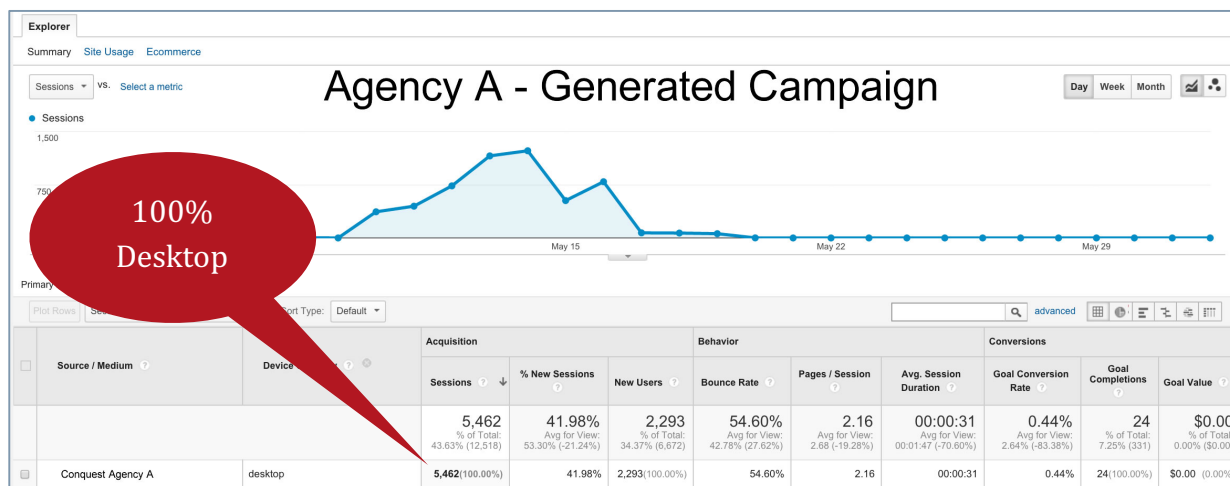 Explorer
Summary Site Usage Ecommerce
Sessions VS. Select a metric
Agency A - Generated Campaign
Day Week Month
Sessions
1,500
750
100%
Desktop
May 15 May 22 May 29
Primary
Plot Rows Sort Type: Default advanced
Acquisition Behavior Conversions
Source / Medium Device
Sessions % New Sessions New Users Bounce Rate Pages / Session Avg. Session Duration Goal Conversion Rate Goal Completions Goal Value
5,462 41.98% 2,293 54.60% 2.16 00:00:31 0.44% 24 $0.00
% of Total: Avg for View: % of Total: Avg for View: Avg for View: Avg for View: Avg for View: % of Total: % of Total
43.63% (12,518) 53.30% (-21.24%) 34.37% (6,672) 42.78% (27.62%) 2.68 (-19.28%) 00:01:47 (-70.60%) 2.64% (-83.38%) 7.25% (331) 0.00% ($0.00
Conquest Agency A desktop 5,462(100.00%) 41.98% 2,293(100.00%) 54.60% 2.16 00:00:31 0.44% 24(100.00%) $0.00 (0.00%